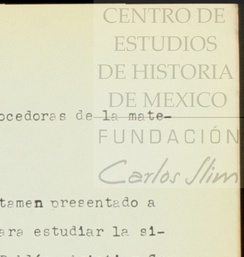 CENTRO DE
ESTUDIOS
DE HISTORIA
DE MEXICO
FUNDACIÓN
Carlos Slim
ocedoras de la mate-
tamen presentado a
ara estudiar la si-